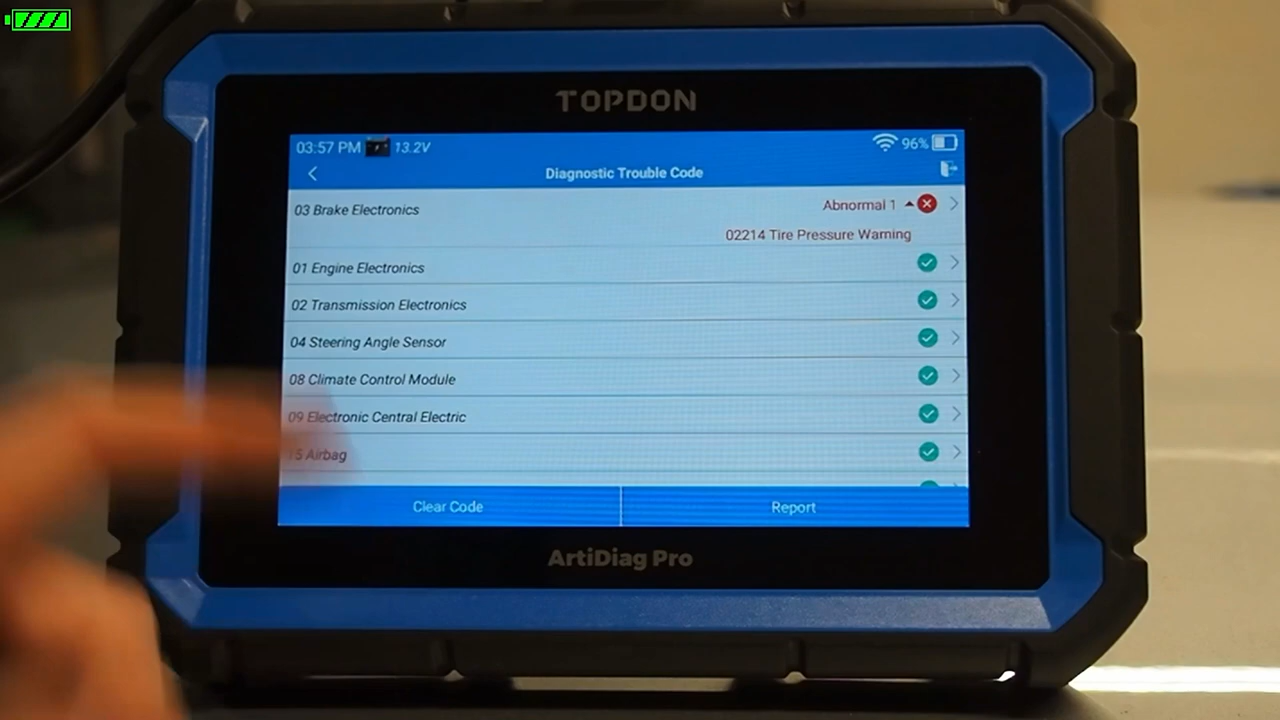 TOPDON
03:57 PM 13.2V 96%
Diagnostic Trouble Code
03 Brake Electronics Abnormal 1
02214 Tire Pressure Warning
01 Engine Electronics
02 Transmission Electronics
04 Steering Angle Sensor
08 Climate Control Module
09 Electronic Central Electric
15 Airbag
Clear Code Report
ArtiDiag Pro